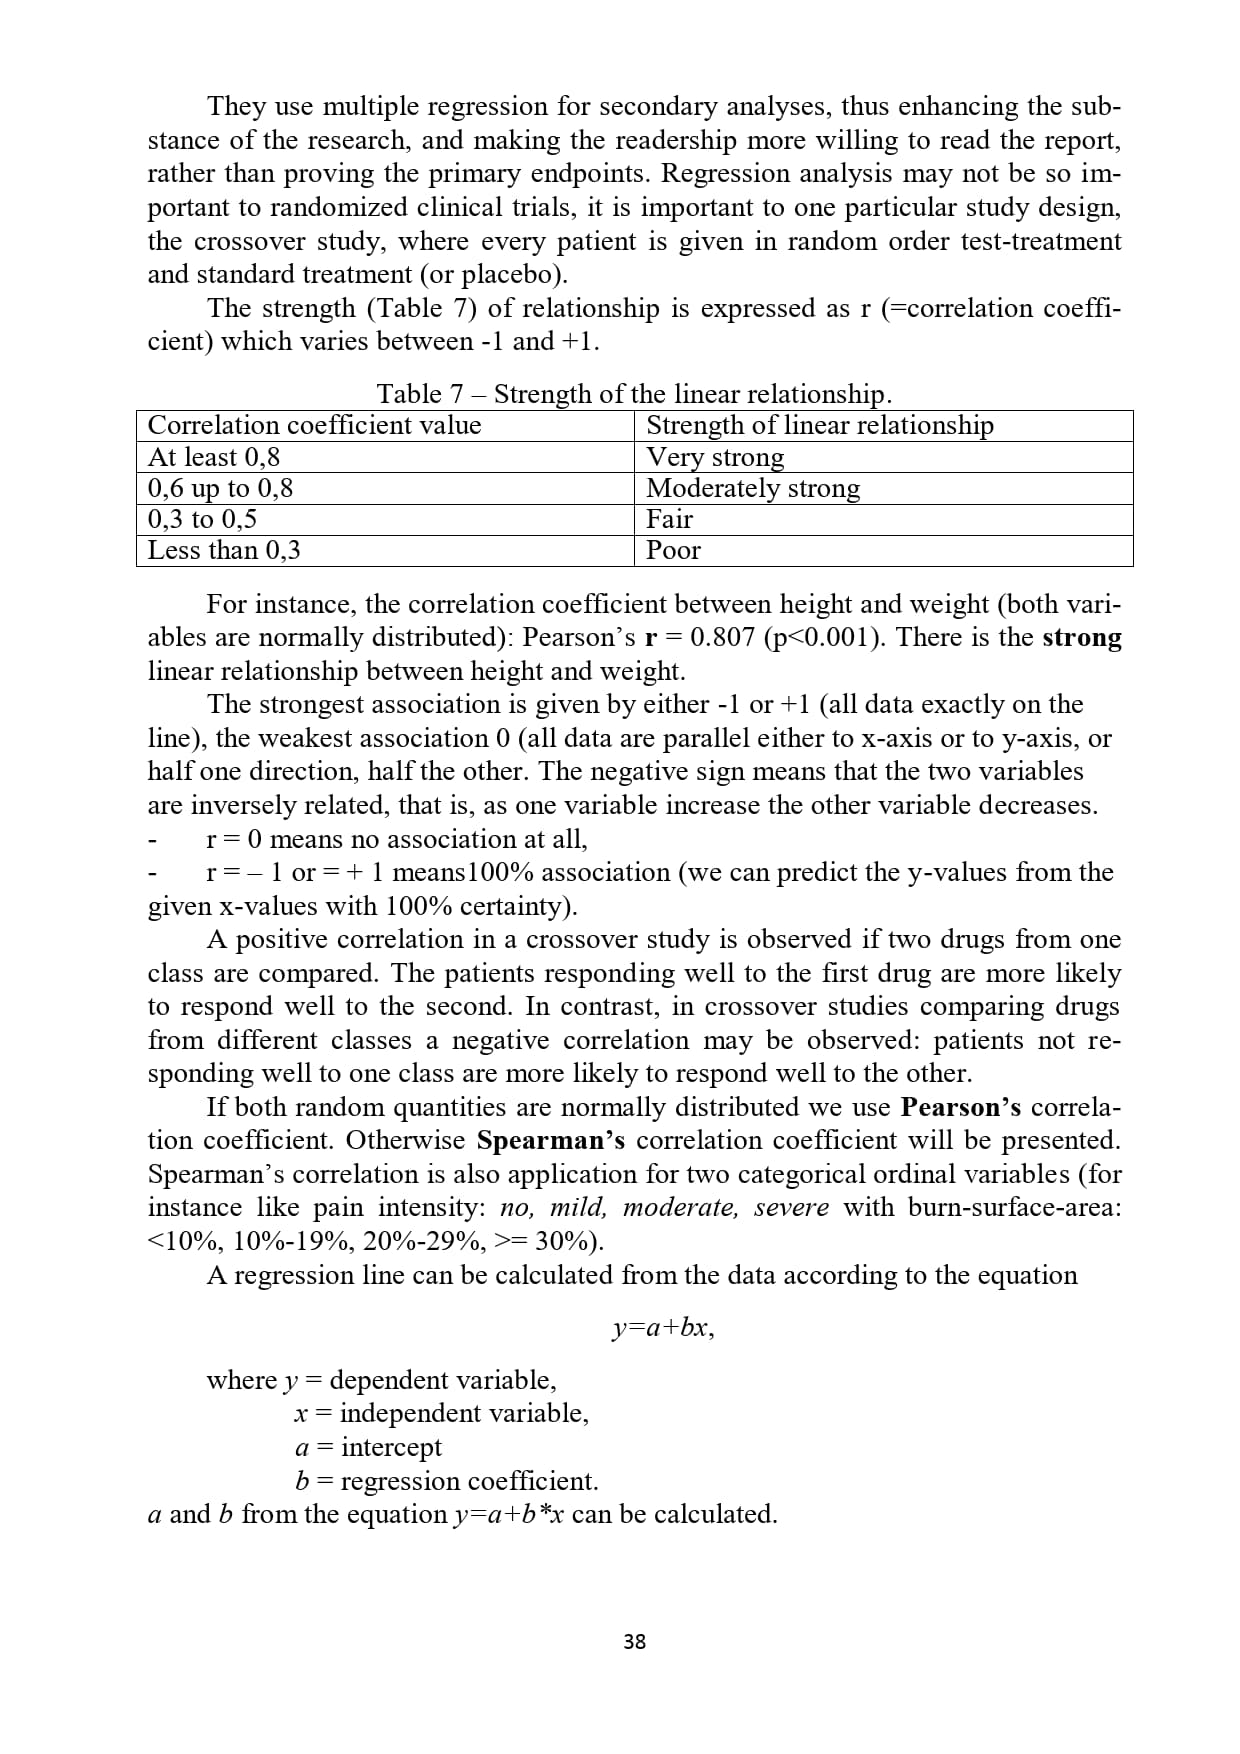 They use multiple regression for secondary analyses, thus enhancing the sub-
stance of the research, and making the readership more willing to read the report,
rather than proving the primary endpoints. Regression analysis may not be so im-
portant to randomized clinical trials, it is important to one particular study design,
the crossover study, where every patient is given in random order test-treatment
and standard treatment (or placebo).
The strength (Table 7) of relationship is expressed as r (=correlation coeffi-
cient) which varies between -1 and +1.
Table 7 – Strength of the linear relationship.
Correlation coefficient value Strength of linear relationship
At least 0,8 Very strong
0,6 up to 0,8 Moderately strong
0,3 to 0,5 Fair
Less than 0,3 Poor
For instance, the correlation coefficient between height and weight (both vari-
ables are normally distributed): Pearson’s r = 0.807 (p<0.001). There is the strong
linear relationship between height and weight.
The strongest association is given by either -1 or +1 (all data exactly on the
line), the weakest association 0 (all data are parallel either to x-axis or to y-axis, or
half one direction, half the other. The negative sign means that the two variables
are inversely related, that is, as one variable increase the other variable decreases.
- r = 0 means no association at all,
- r = – 1 or = + 1 means100% association (we can predict the y-values from the
given x-values with 100% certainty).
A positive correlation in a crossover study is observed if two drugs from one
class are compared. The patients responding well to the first drug are more likely
to respond well to the second. In contrast, in crossover studies comparing drugs
from different classes a negative correlation may be observed: patients not re-
sponding well to one class are more likely to respond well to the other.
If both random quantities are normally distributed we use Pearson’s correla-
tion coefficient. Otherwise Spearman’s correlation coefficient will be presented.
Spearman’s correlation is also application for two categorical ordinal variables (for
instance like pain intensity: no, mild, moderate, severe with burn-surface-area:
<10%, 10%-19%, 20%-29%, >= 30%).
A regression line can be calculated from the data according to the equation
y=a+bx,
where y = dependent variable,
x = independent variable,
a = intercept
b = regression coefficient.
a and b from the equation y=a+b*x can be calculated.
38